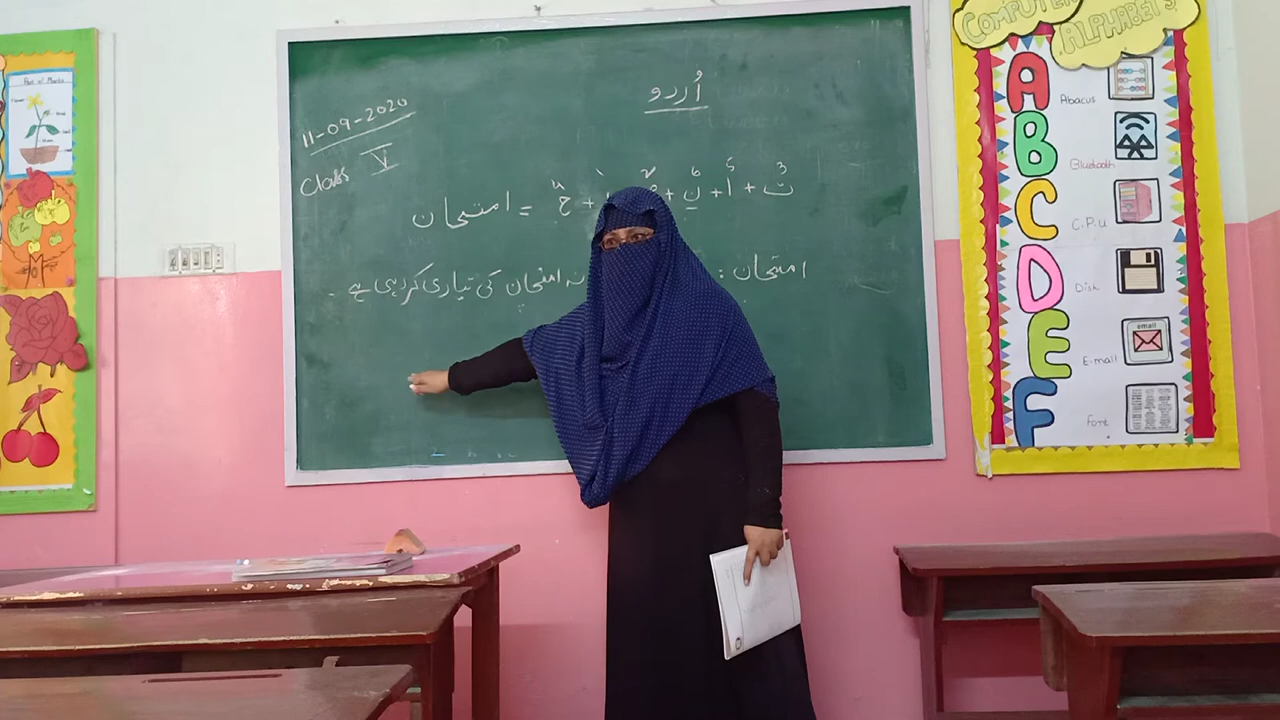 اُردو
11-09-2020
Class V
تُ + أ + نِ + + + حَ = امتحان
امتحان : امتحان کی تیاری کر رہی ہے ۔
COMPUTER ALPHABETS
A Abacus
B Bluetooth
C C.P.U
D Disk
E E-mail
email
F Font
Part of Plants